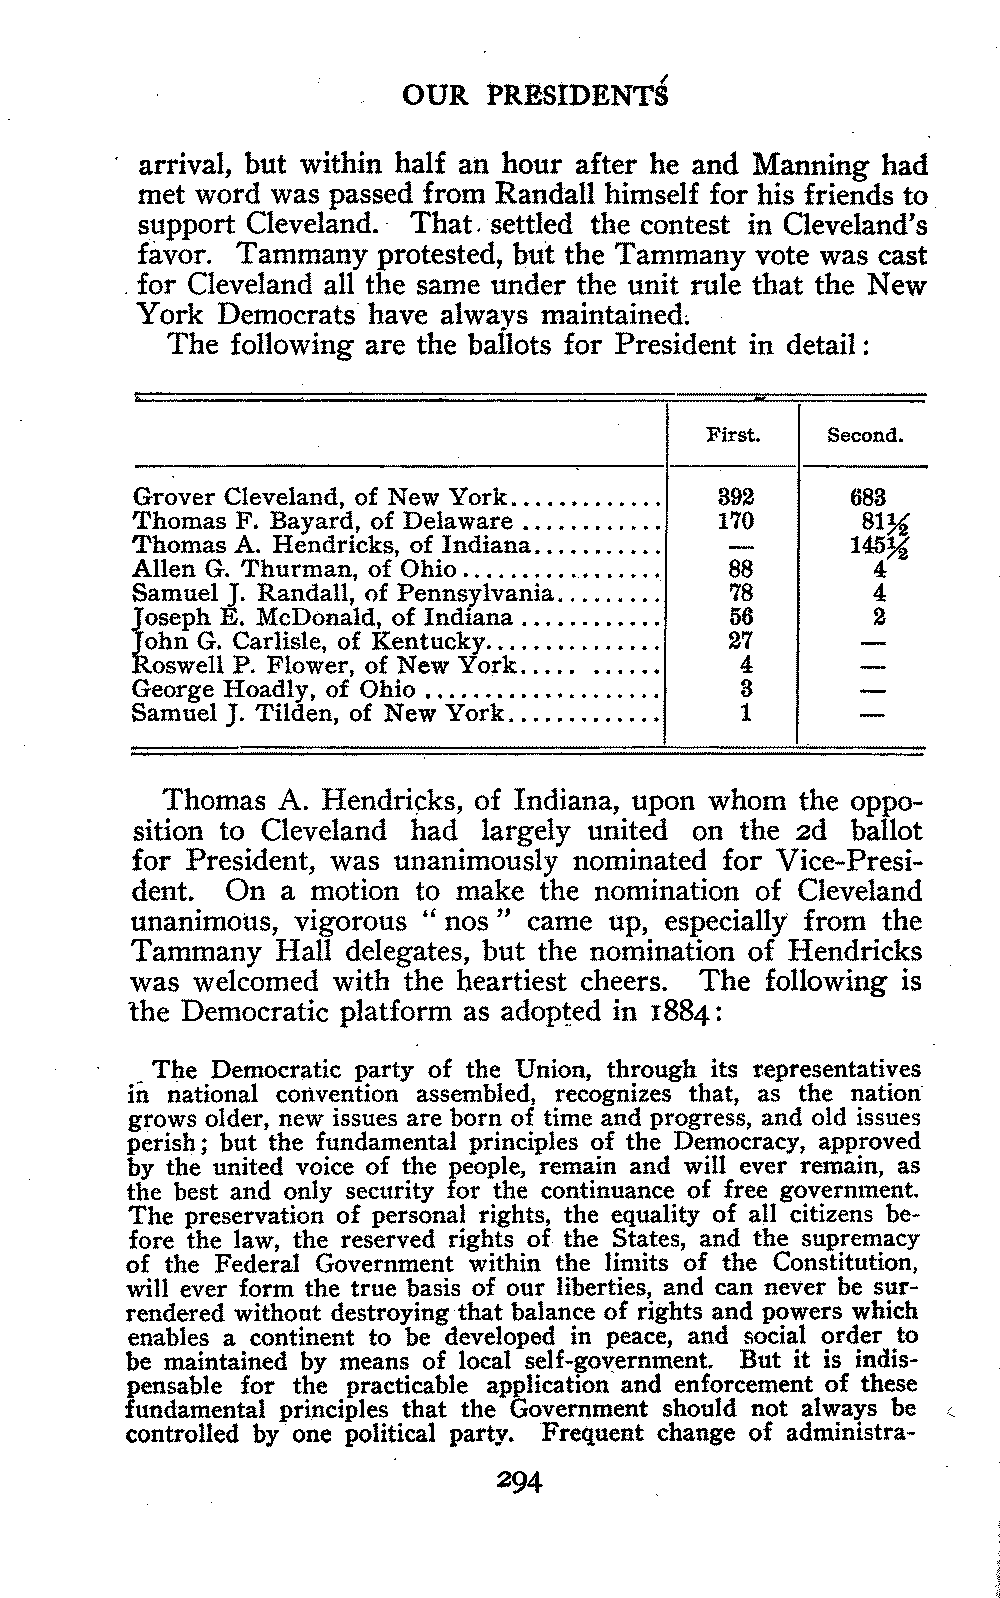 OUR PRESIDENTS
arrival, but within half an hour after he and Manning had
met word was passed from Randall himself for his friends to
support Cleveland. That settled the contest in Cleveland's
favor. Tammany protested, but the Tammany vote was cast
for Cleveland all the same under the unit rule that the New
York Democrats have always maintained.
The following are the ballots for President in detail:
First. Second.
Grover Cleveland, of New York............. 392 683
Thomas F. Bayard, of Delaware ............ 170 81½
Thomas A. Hendricks, of Indiana........... — 145½
Allen G. Thurman, of Ohio................. 88 4
Samuel J. Randall, of Pennsylvania......... 78 4
Joseph E. McDonald, of Indiana ............ 56 2
John G. Carlisle, of Kentucky............... 27 —
Roswell P. Flower, of New York..... ...... 4 —
George Hoadly, of Ohio .................... 3 —
Samuel J. Tilden, of New York............. 1 —
Thomas A. Hendricks, of Indiana, upon whom the oppo-
sition to Cleveland had largely united on the 2d ballot
for President, was unanimously nominated for Vice-Presi-
dent. On a motion to make the nomination of Cleveland
unanimous, vigorous " nos " came up, especially from the
Tammany Hall delegates, but the nomination of Hendricks
was welcomed with the heartiest cheers. The following is
the Democratic platform as adopted in 1884:
The Democratic party of the Union, through its representatives
in national convention assembled, recognizes that, as the nation
grows older, new issues are born of time and progress, and old issues
perish; but the fundamental principles of the Democracy, approved
by the united voice of the people, remain and will ever remain, as
the best and only security for the continuance of free government.
The preservation of personal rights, the equality of all citizens be-
fore the law, the reserved rights of the States, and the supremacy
of the Federal Government within the limits of the Constitution,
will ever form the true basis of our liberties, and can never be sur-
rendered without destroying that balance of rights and powers which
enables a continent to be developed in peace, and social order to
be maintained by means of local self-government. But it is indis-
pensable for the practicable application and enforcement of these
fundamental principles that the Government should not always be
controlled by one political party. Frequent change of administra-
294